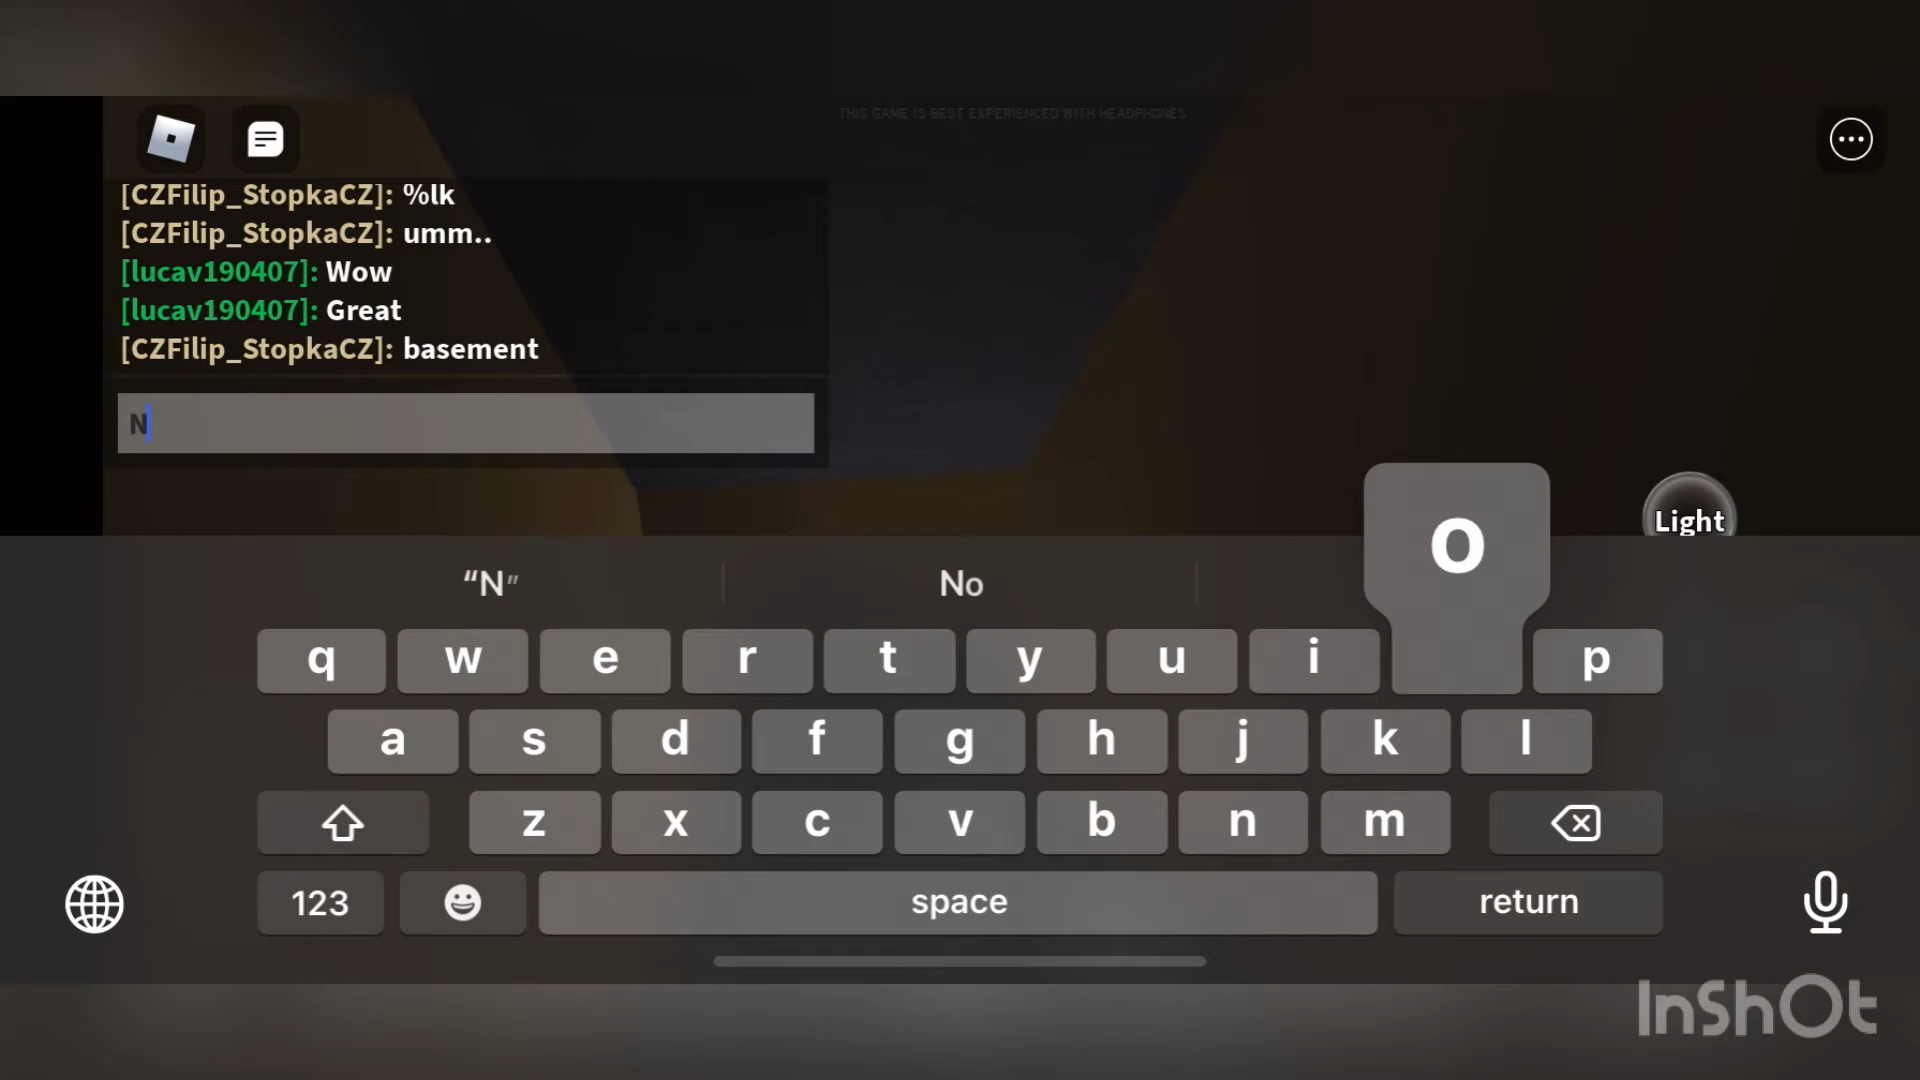 THIS GAME IS BEST EXPERIENCED WITH HEADPHONES
[CZFilip_StopkaCZ]: %lk
[CZFilip_StopkaCZ]: umm..
[lucav190407]: Wow
[lucav190407]: Great
[CZFilip_StopkaCZ]: basement
N
Light
“N” No
o
q w e r t y u i p
a s d f g h j k l
z x c v b n m
123 space return
InShOt